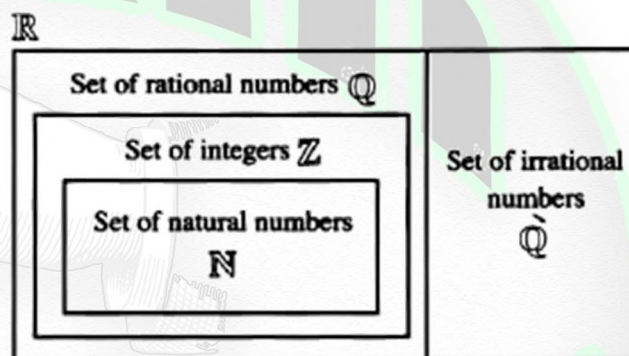 ℝ
Set of rational numbers ℚ
Set of integers ℤ
Set of irrational
numbers
ℚ̀
Set of natural numbers
ℕ